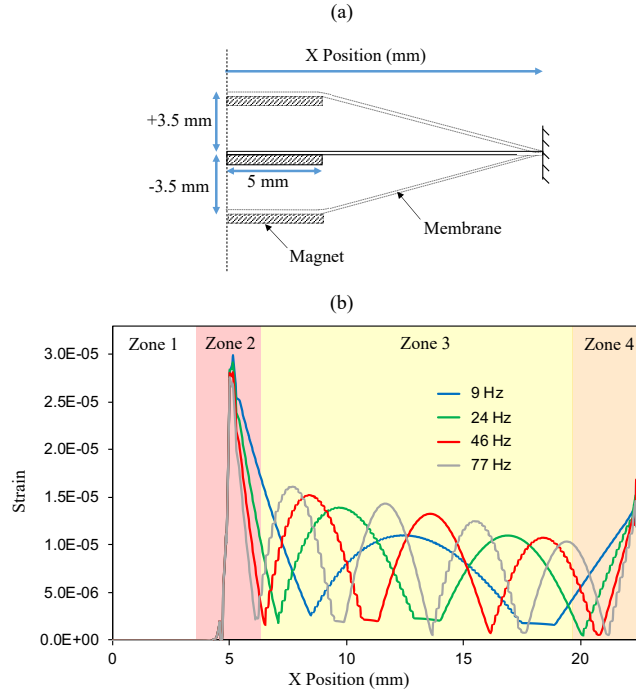 (a)
X Position (mm)
+3.5 mm
-3.5 mm
5 mm
Magnet
Membrane
(b)
Zone 1
Zone 2
Zone 3
Zone 4
3.0E-05
2.5E-05
2.0E-05
1.5E-05
1.0E-05
5.0E-06
0.0E+00
Strain
9 Hz
24 Hz
46 Hz
77 Hz
0
5
10
15
20
X Position (mm)